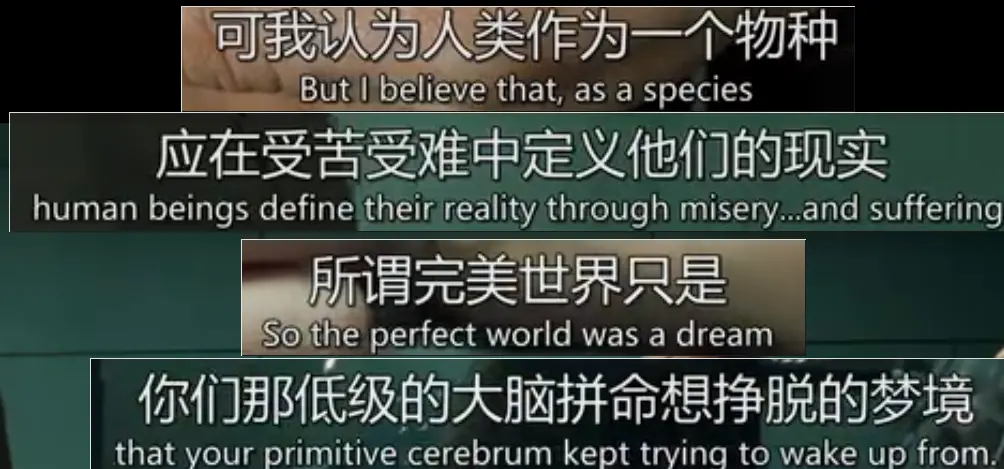 可我认为人类作为一个物种
But I believe that, as a species
应在受苦受难中定义他们的现实
human beings define their reality through misery...and suffering
所谓完美世界只是
So the perfect world was a dream
你们那低级的大脑拼命想挣脱的梦境
that your primitive cerebrum kept trying to wake up from.